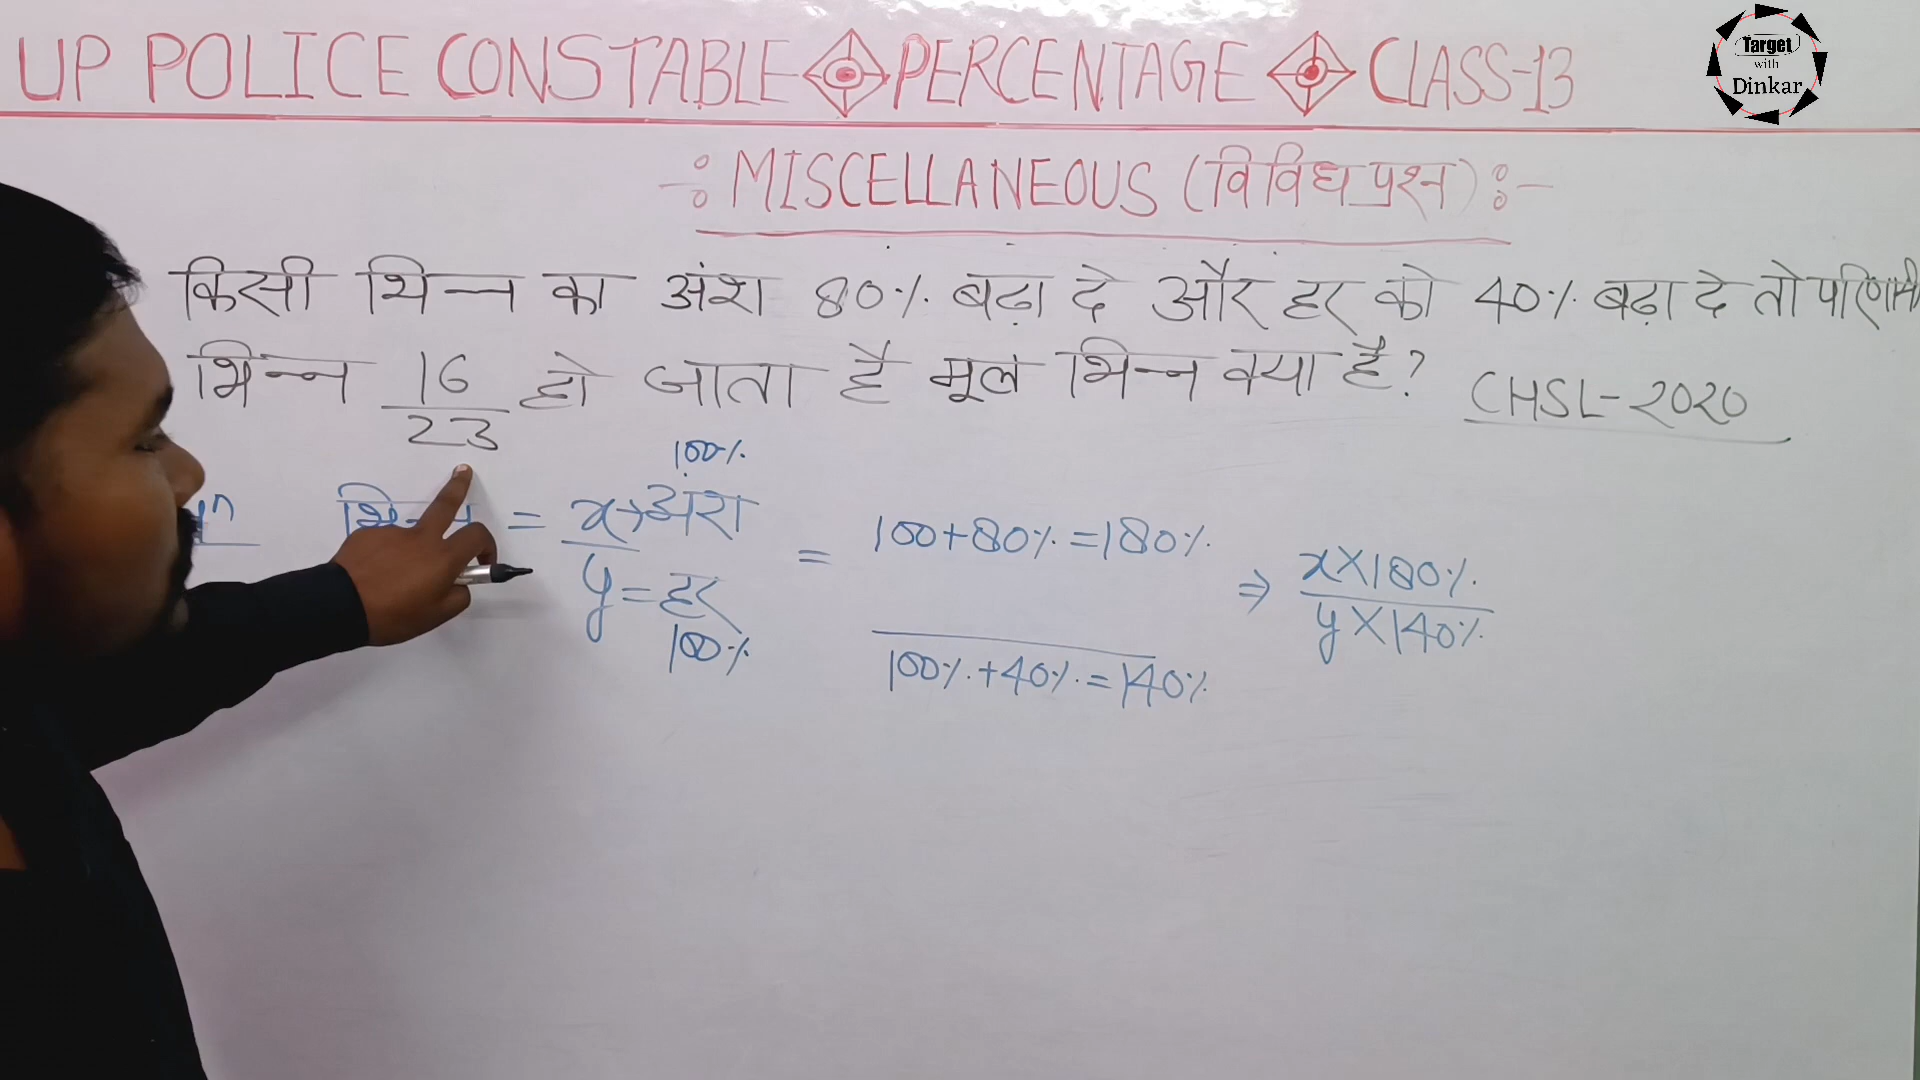 UP POLICE CONSTABLE PERCENTAGE CLASS-13
Target
with
Dinkar
-: MISCELLANEOUS (विविध प्रश्न) :-
किसी भिन्न का अंश 80% बढ़ा दे और हर को 40% बढ़ा दे तो परिणामी
भिन्न 16/23 हो जाता है मूल भिन्न क्या है? CHSL-2020
100%
भिन्न = x→अंश
y=हर
100%
= 100+80%=180%
100%+40%=140%
⇒ x×180%
y×140%